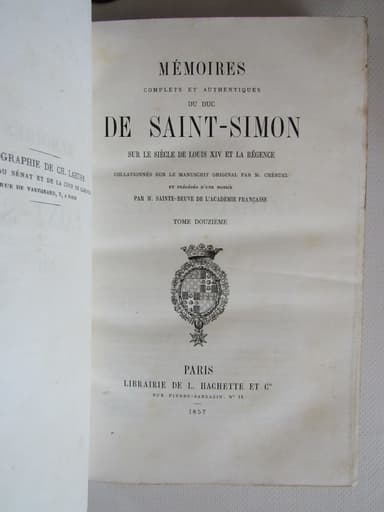 OGRAPHIE DE CH. LAHURE
DU SÉNAT ET DE LA COUR DE
RUE DE VAUGIRARD, 9, A PARIS
MÉMOIRES
COMPLETS ET AUTHENTIQUES
DU DUC
DE SAINT-SIMON
SUR LE SIÈCLE DE LOUIS XIV ET LA RÉGENCE
COLLATIONNÉS SUR LE MANUSCRIT ORIGINAL PAR M. CHÉRUEL
ET PRÉCÉDÉS D'UNE NOTICE
PAR M. SAINTE-BEUVE DE L'ACADÉMIE FRANÇAISE
TOME DOUZIÈME
PARIS
LIBRAIRIE DE L. HACHETTE ET Cie
RUE PIERRE-SARRAZIN, N° 14
1857